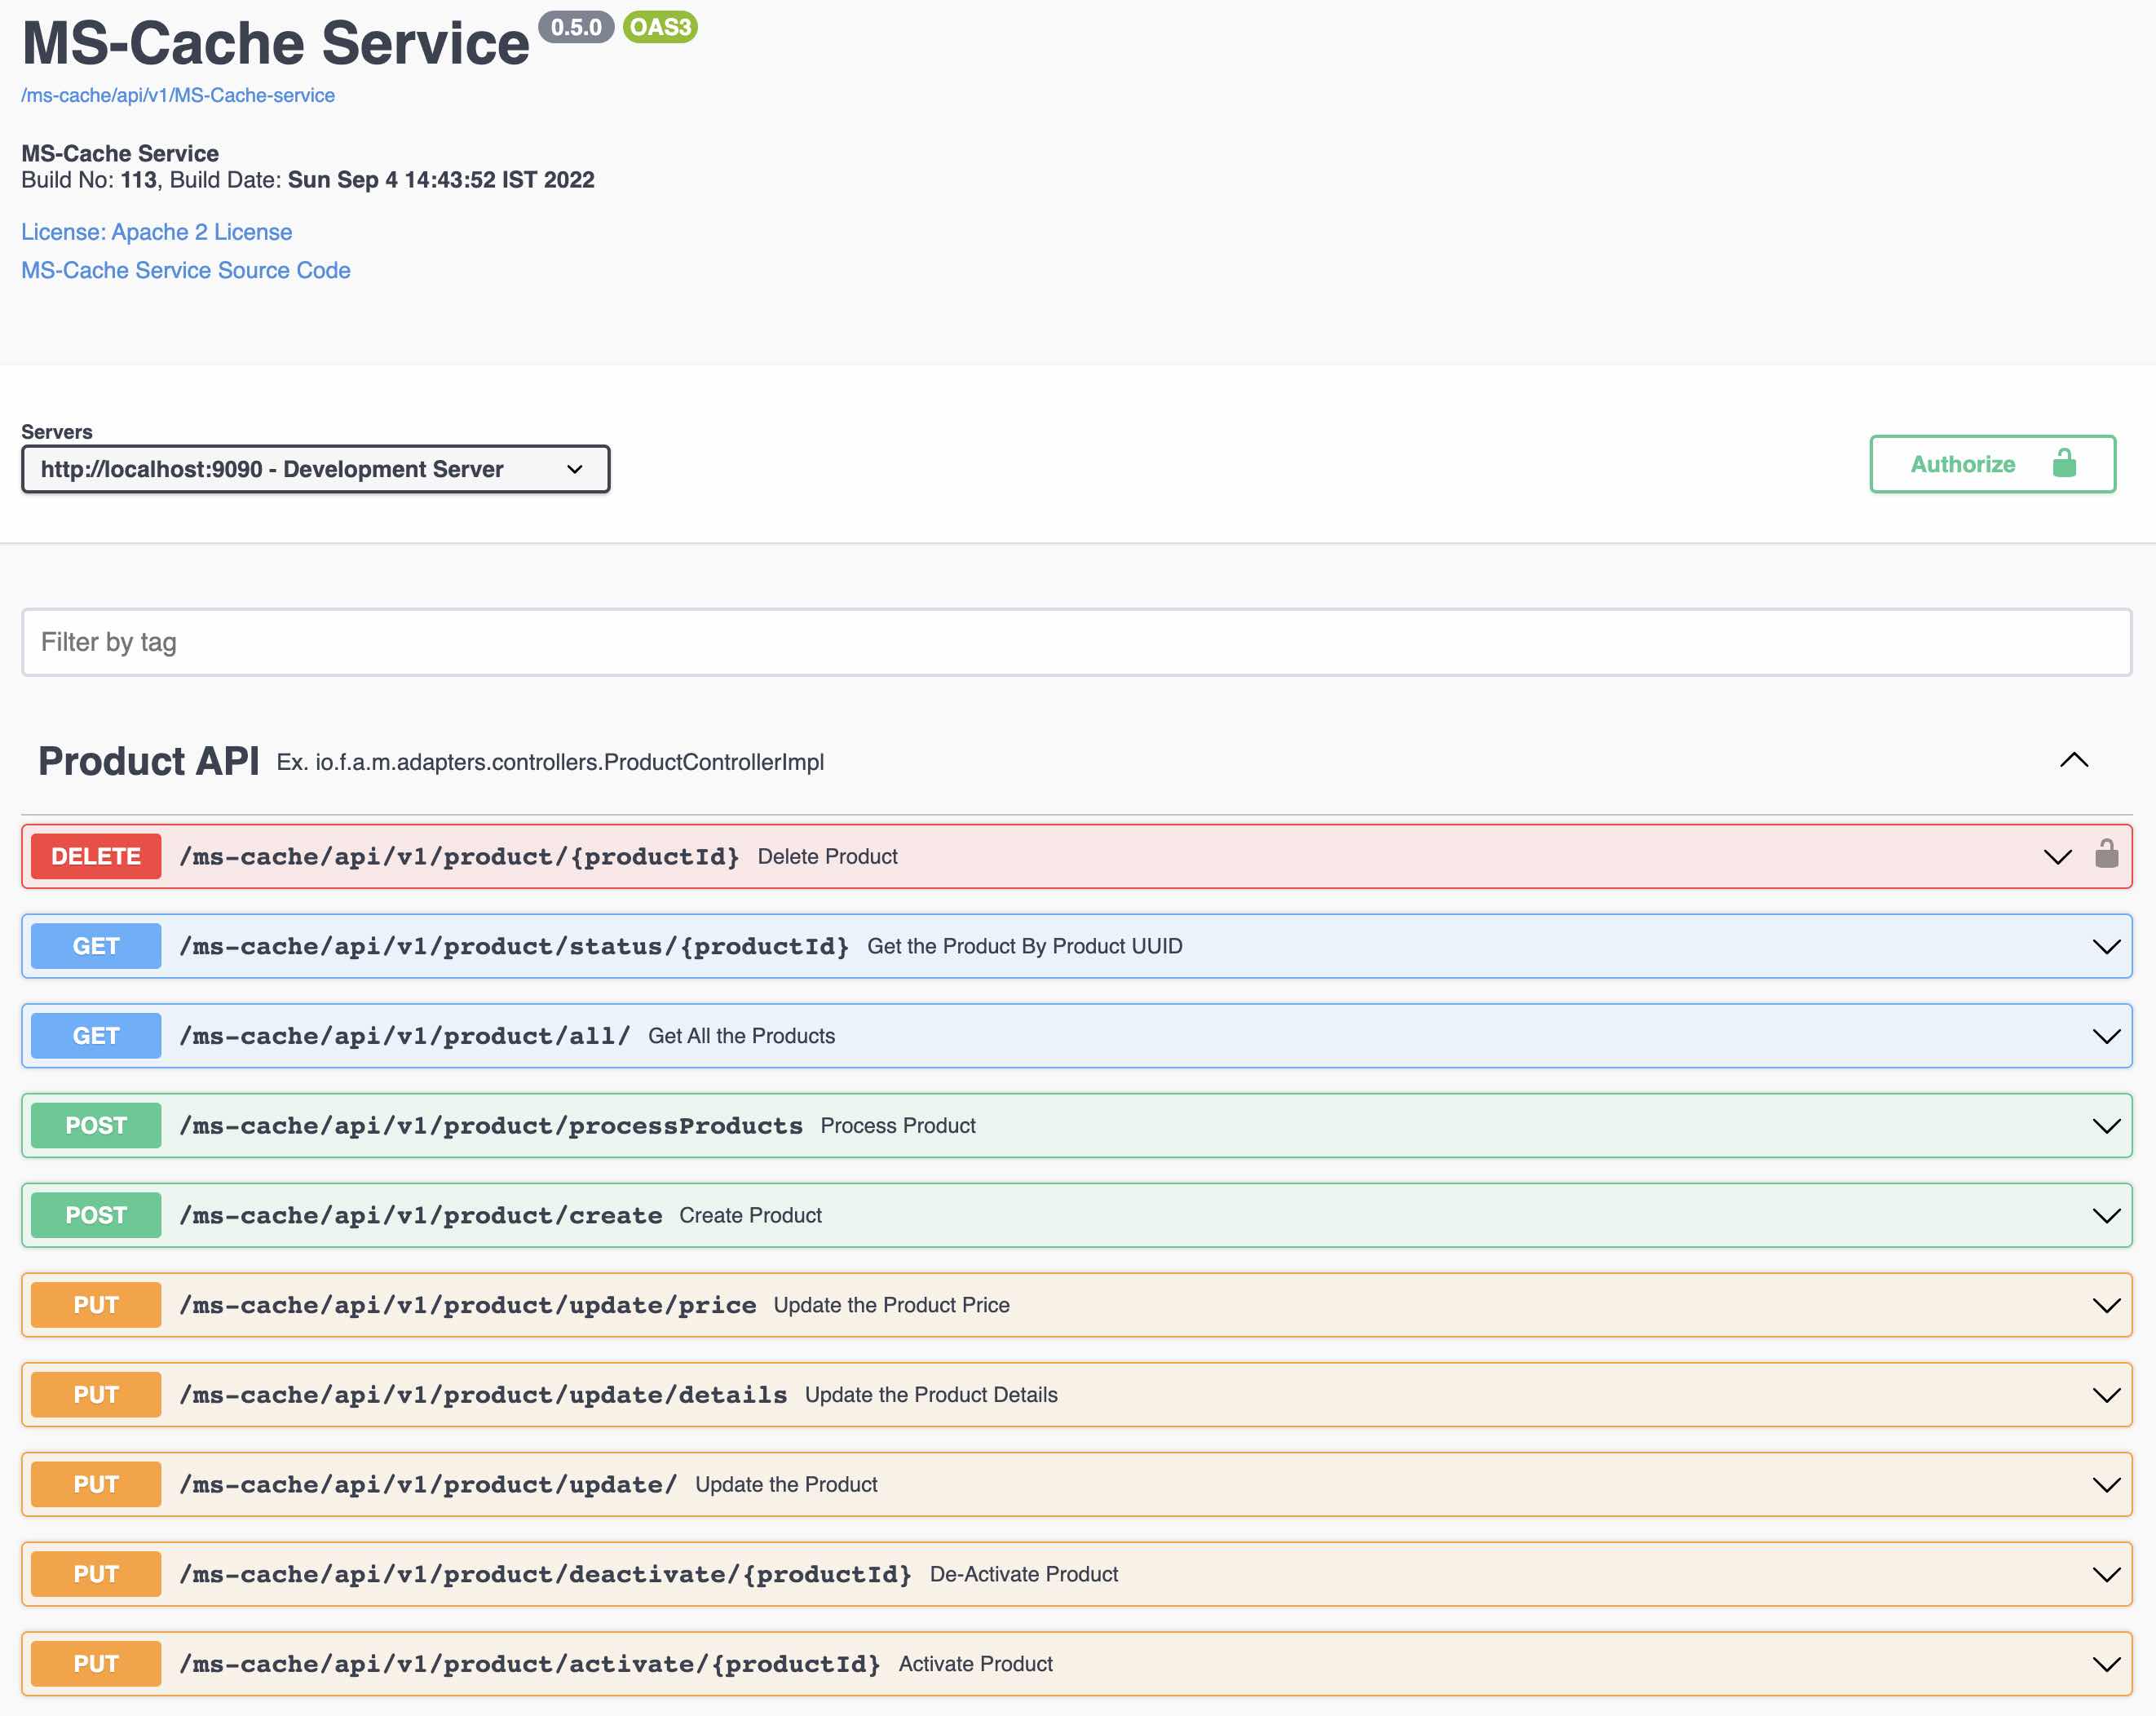 MS-Cache Service 0.5.0 OAS3
/ms-cache/api/v1/MS-Cache-service
MS-Cache Service
Build No: 113, Build Date: Sun Sep 4 14:43:52 IST 2022
License: Apache 2 License
MS-Cache Service Source Code
Servers
http://localhost:9090 - Development Server
Authorize
Filter by tag
Product API Ex. io.f.a.m.adapters.controllers.ProductControllerImpl
DELETE /ms-cache/api/v1/product/{productId} Delete Product
GET /ms-cache/api/v1/product/status/{productId} Get the Product By Product UUID
GET /ms-cache/api/v1/product/all/ Get All the Products
POST /ms-cache/api/v1/product/processProducts Process Product
POST /ms-cache/api/v1/product/create Create Product
PUT /ms-cache/api/v1/product/update/price Update the Product Price
PUT /ms-cache/api/v1/product/update/details Update the Product Details
PUT /ms-cache/api/v1/product/update/ Update the Product
PUT /ms-cache/api/v1/product/deactivate/{productId} De-Activate Product
PUT /ms-cache/api/v1/product/activate/{productId} Activate Product